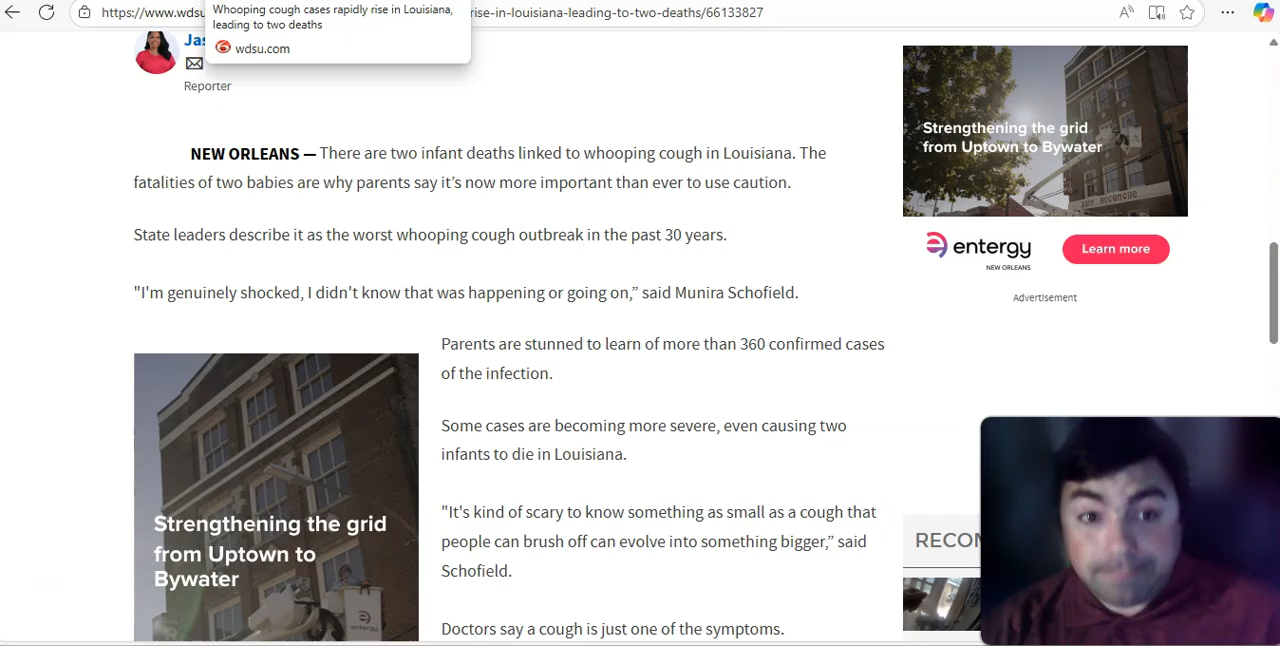 https://www.wdsu
Whooping cough cases rapidly rise in Louisiana,
leading to two deaths
wdsu.com
rise-in-louisiana-leading-to-two-deaths/66133827
Jas
Reporter
NEW ORLEANS — There are two infant deaths linked to whooping cough in Louisiana. The
fatalities of two babies are why parents say it’s now more important than ever to use caution.
State leaders describe it as the worst whooping cough outbreak in the past 30 years.
"I'm genuinely shocked, I didn't know that was happening or going on,” said Munira Schofield.
Parents are stunned to learn of more than 360 confirmed cases
of the infection.
Some cases are becoming more severe, even causing two
infants to die in Louisiana.
"It's kind of scary to know something as small as a cough that
people can brush off can evolve into something bigger,” said
Schofield.
Doctors say a cough is just one of the symptoms.
Strengthening the grid
from Uptown to
Bywater
entergy
Strengthening the grid
from Uptown to Bywater
entergy
NEW ORLEANS
Learn more
Advertisement
RECOM